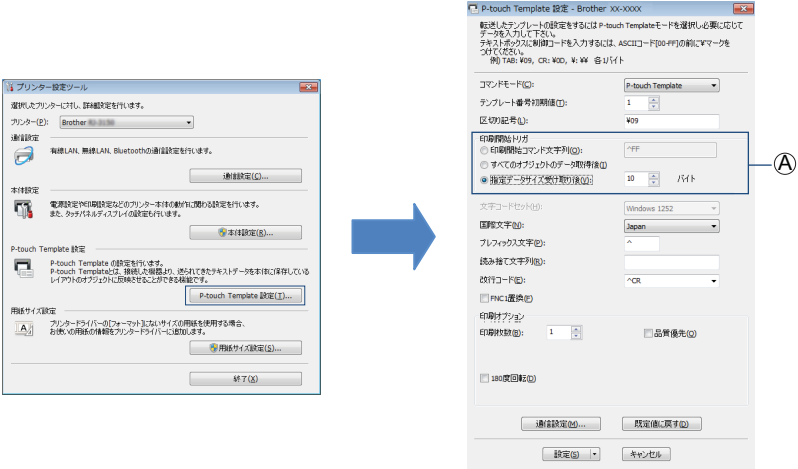 プリンター設定ツール
選択したプリンターに対し、詳細設定を行います。
プリンター(P):
Brother
通信設定
有線LAN、無線LAN、Bluetoothの通信設定を行います。
通信設定(C)...
本体設定
電源設定や印刷設定などのプリンター本体の動作に関わる設定を行います。
また、タッチパネルディスプレイの設定も行います。
本体設定(R)...
P-touch Template 設定
P-touch Template の設定を行います。
P-touch Templateとは、接続した機器より、送られてきたテキストデータを本体に保存している
レイアウトのオブジェクトに反映させることができる機能です。
P-touch Template 設定(T)...
用紙サイズ設定
プリンタードライバーの[フォーマット]にないサイズの用紙を使用する場合、
お使いの用紙の情報をプリンタードライバーに追加します。
用紙サイズ設定(S)...
終了(X)
P-touch Template 設定 - Brother XX-XXXX
転送したテンプレートの設定をするには P-touch Templateモードを選択し必要に応じて
データを入力して下さい。
テキストボックスに制御コードを入力するには、ASCIIコード[00-FF]の前に¥マークを
つけてください。
例) TAB: ¥09, CR: ¥0D, ¥: ¥¥ 各1バイト
コマンドモード(C):
P-touch Template
テンプレート番号初期値(T):
1
区切り記号(L):
¥09
印刷開始トリガ
印刷開始コマンド文字列(O):
^FF
すべてのオブジェクトのデータ取得後(J)
指定データサイズ受け取り後(V):
10
バイト
A
文字コードセット(H):
Windows 1252
国際文字(N):
Japan
プレフィックス文字(P):
^
読み捨て文字列(R):
改行コード(E):
^CR
FNC1置換(F)
印刷オプション
印刷枚数(B):
1
品質優先(Q)
180度回転(D)
通信設定(M)...
既定値に戻す(D)
設定(S)
キャンセル